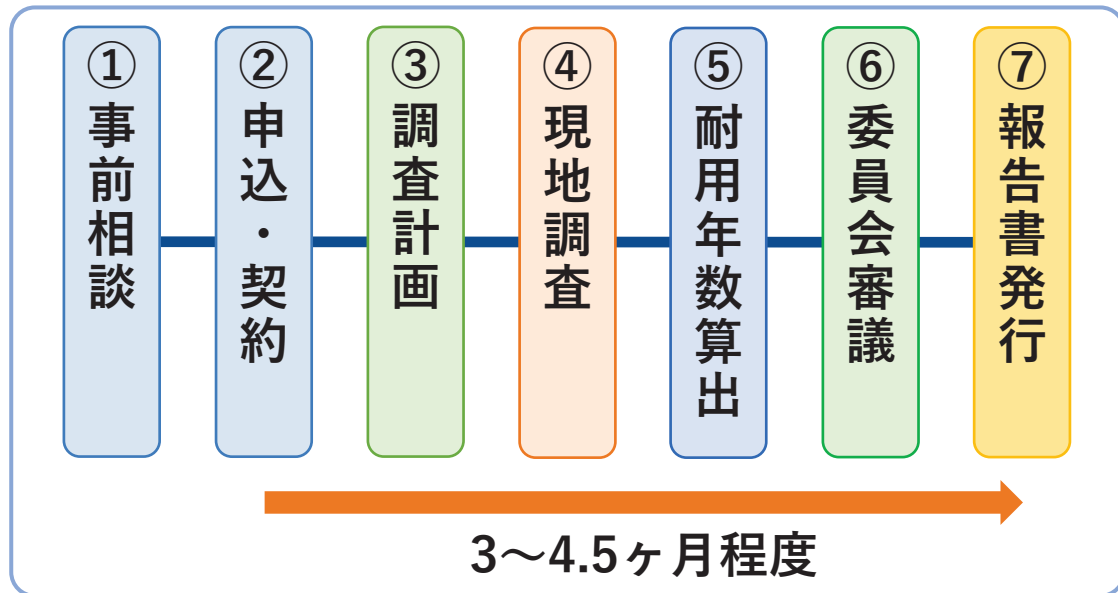 ①事前相談
②申込・契約
③調査計画
④現地調査
⑤耐用年数算出
⑥委員会審議
⑦報告書発行
3～4.5ヶ月程度